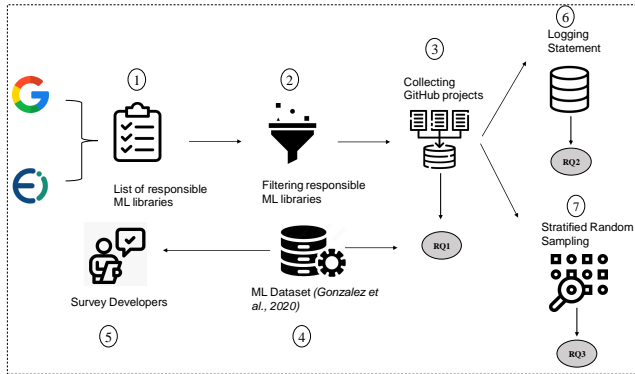 1
List of responsible
ML libraries
2
Filtering responsible
ML libraries
3
Collecting
GitHub projects
RQ1
ML Dataset (Gonzalez et
al., 2020)
4
Survey Developers
5
6
Logging
Statement
RQ2
7
Stratified Random
Sampling
RQ3